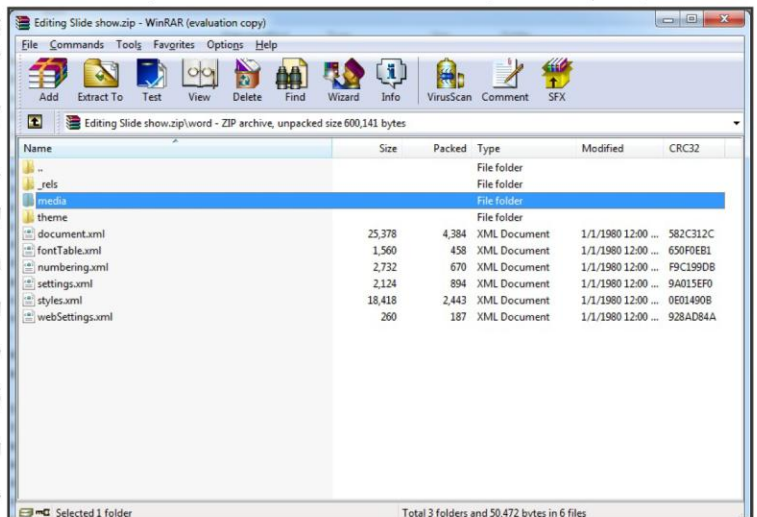 Editing Slide show.zip - WinRAR (evaluation copy)
File Commands Tools Favorites Options Help
Add Extract To Test View Delete Find Wizard Info VirusScan Comment SFX
Editing Slide show.zip\word - ZIP archive, unpacked size 600,141 bytes
Name Size Packed Type Modified CRC32
.. File folder
_rels File folder
media File folder
theme File folder
document.xml 25,378 4,384 XML Document 1/1/1980 12:00 ... 582C312C
fontTable.xml 1,560 458 XML Document 1/1/1980 12:00 ... 650F0EB1
numbering.xml 2,732 670 XML Document 1/1/1980 12:00 ... F9C199DB
settings.xml 2,124 894 XML Document 1/1/1980 12:00 ... 9A015EF0
styles.xml 18,418 2,443 XML Document 1/1/1980 12:00 ... 0E01490B
webSettings.xml 260 187 XML Document 1/1/1980 12:00 ... 928AD84A
Selected 1 folder Total 3 folders and 50,472 bytes in 6 files